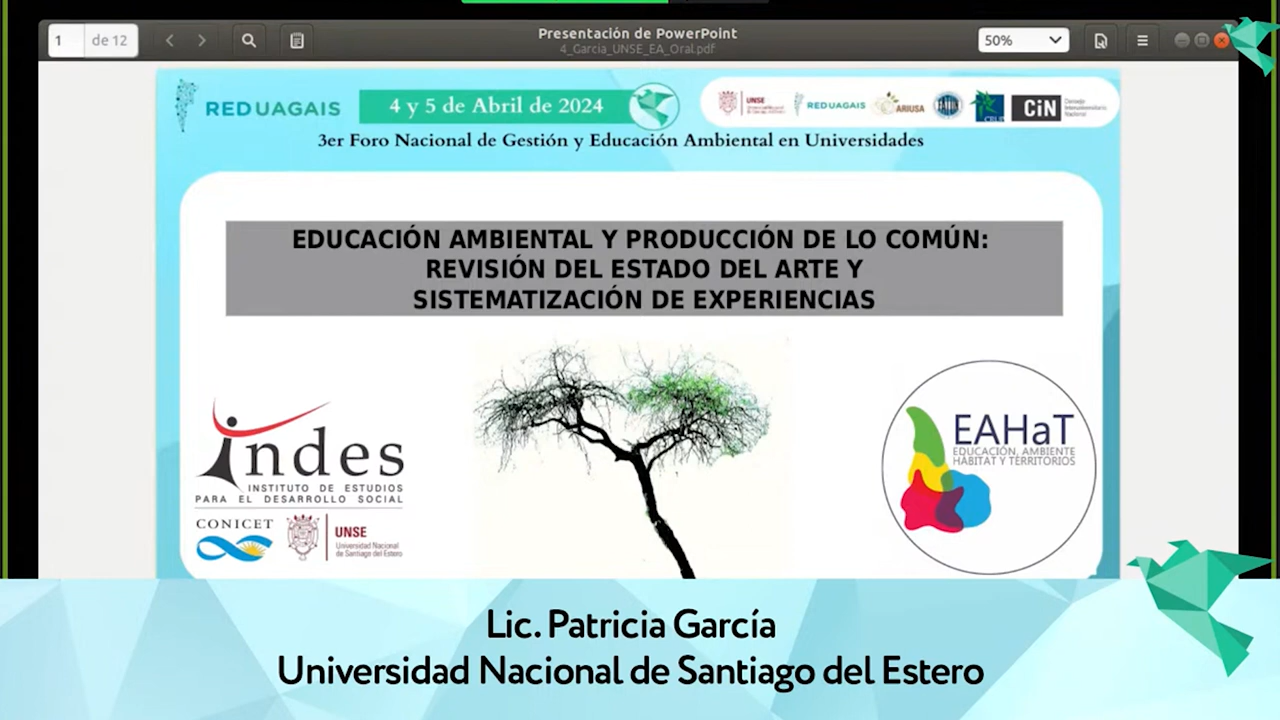 1 de 12
Presentación de PowerPoint
4_Garcia_UNSE_EA_Oral.pdf
50%
RED UAGAIS
4 y 5 de Abril de 2024
UNSE
REDUAGAIS
ARIUSA
CiN
3er Foro Nacional de Gestión y Educación Ambiental en Universidades
EDUCACIÓN AMBIENTAL Y PRODUCCIÓN DE LO COMÚN:
REVISIÓN DEL ESTADO DEL ARTE Y
SISTEMATIZACIÓN DE EXPERIENCIAS
indes
INSTITUTO DE ESTUDIOS
PARA EL DESARROLLO SOCIAL
CONICET
UNSE
Universidad Nacional
de Santiago del Estero
EAHaT
EDUCACIÓN, AMBIENTE
HÁBITAT Y TERRITORIOS
Lic. Patricia García
Universidad Nacional de Santiago del Estero